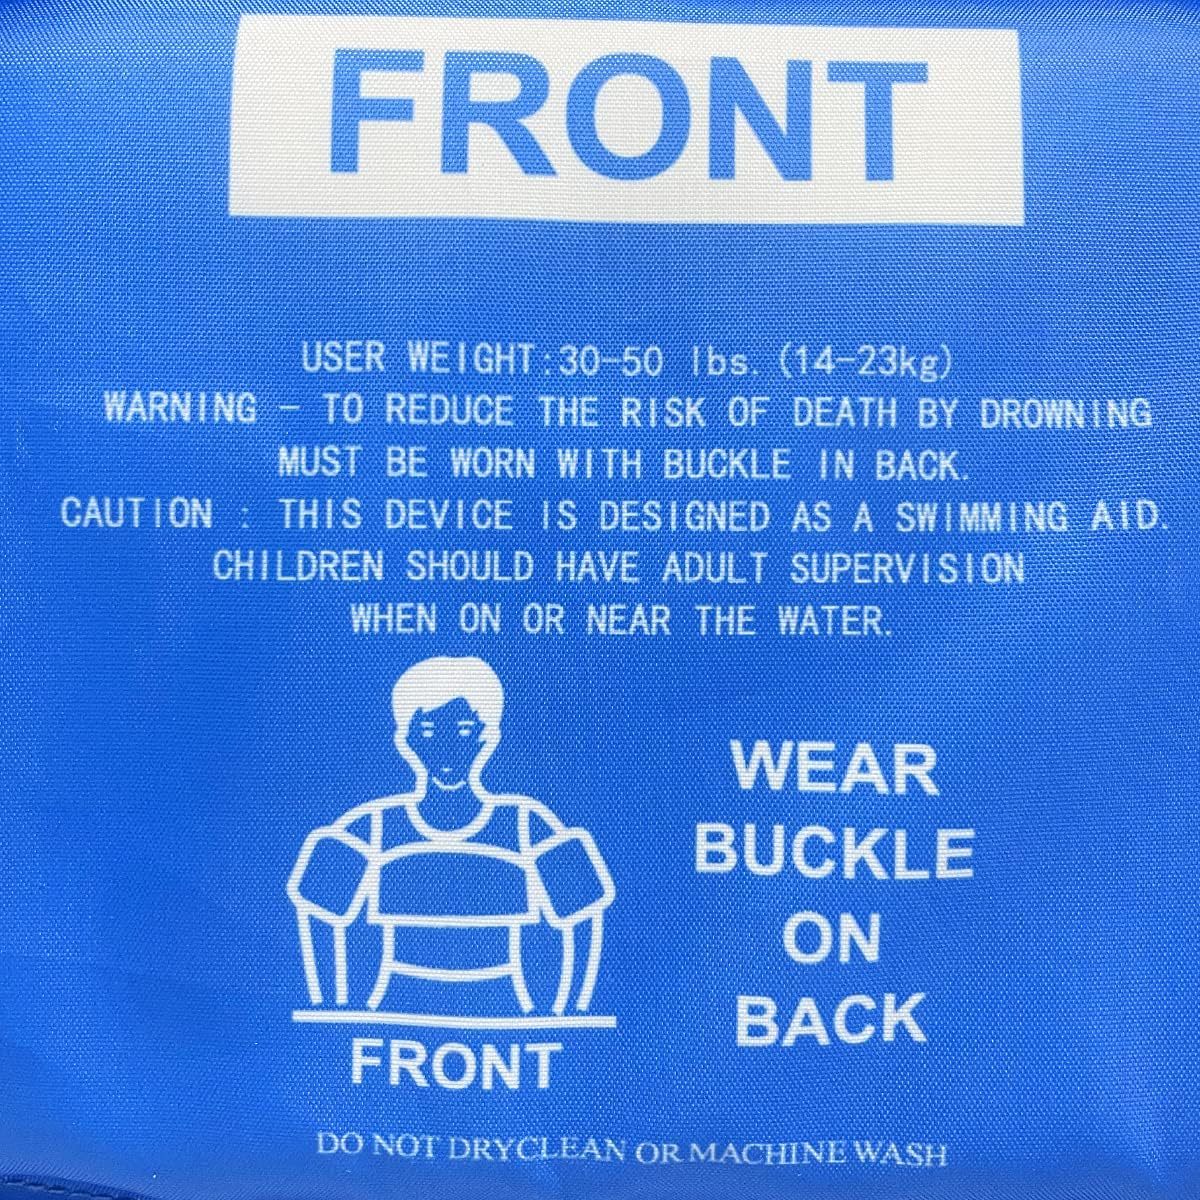 FRONT
USER WEIGHT:30-50 lbs. (14-23kg)
WARNING - TO REDUCE THE RISK OF DEATH BY DROWNING
MUST BE WORN WITH BUCKLE IN BACK.
CAUTION : THIS DEVICE IS DESIGNED AS A SWIMMING AID.
CHILDREN SHOULD HAVE ADULT SUPERVISION
WHEN ON OR NEAR THE WATER.
WEAR
BUCKLE
ON
BACK
FRONT
DO NOT DRYCLEAN OR MACHINE WASH